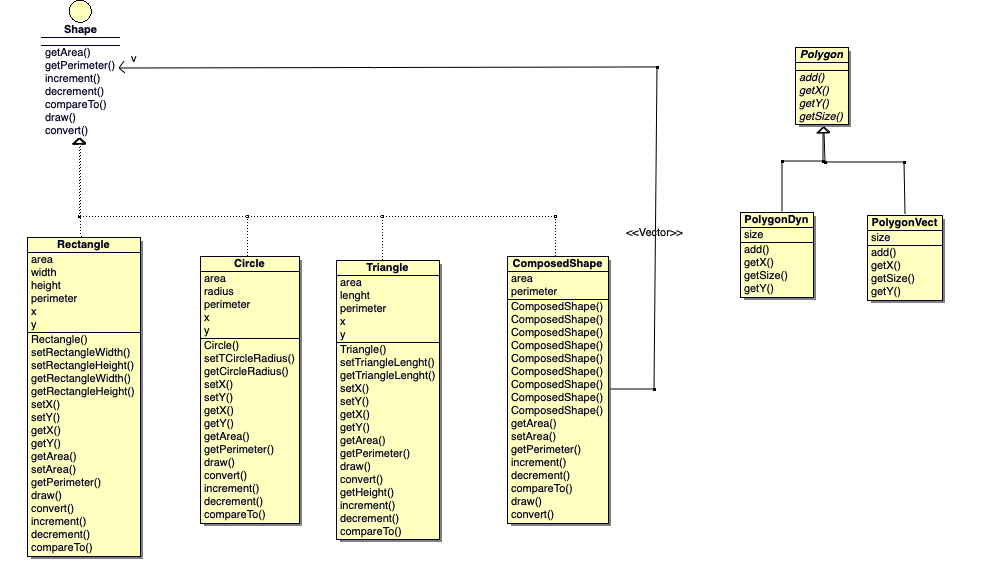 Shape
getArea()
getPerimeter()
increment()
decrement()
compareTo()
draw()
convert()
v
<<Vector>>
Polygon
add()
getX()
getY()
getSize()
PolygonDyn
size
add()
getX()
getSize()
getY()
PolygonVect
size
add()
getX()
getSize()
getY()
Rectangle
area
width
height
perimeter
x
y
Rectangle()
setRectangleWidth()
setRectangleHeight()
getRectangleWidth()
getRectangleHeight()
setX()
setY()
getX()
getY()
getArea()
setArea()
getPerimeter()
draw()
convert()
increment()
decrement()
compareTo()
Circle
area
radius
perimeter
x
y
Circle()
setTCircleRadius()
getCircleRadius()
setX()
setY()
getX()
getY()
getArea()
getPerimeter()
draw()
convert()
increment()
decrement()
compareTo()
Triangle
area
lenght
perimeter
x
y
Triangle()
setTriangleLenght()
getTriangleLenght()
setX()
setY()
getX()
getY()
getArea()
getPerimeter()
draw()
convert()
getHeight()
increment()
decrement()
compareTo()
ComposedShape
area
perimeter
ComposedShape()
ComposedShape()
ComposedShape()
ComposedShape()
ComposedShape()
ComposedShape()
ComposedShape()
ComposedShape()
ComposedShape()
getArea()
setArea()
getPerimeter()
increment()
decrement()
compareTo()
draw()
convert()